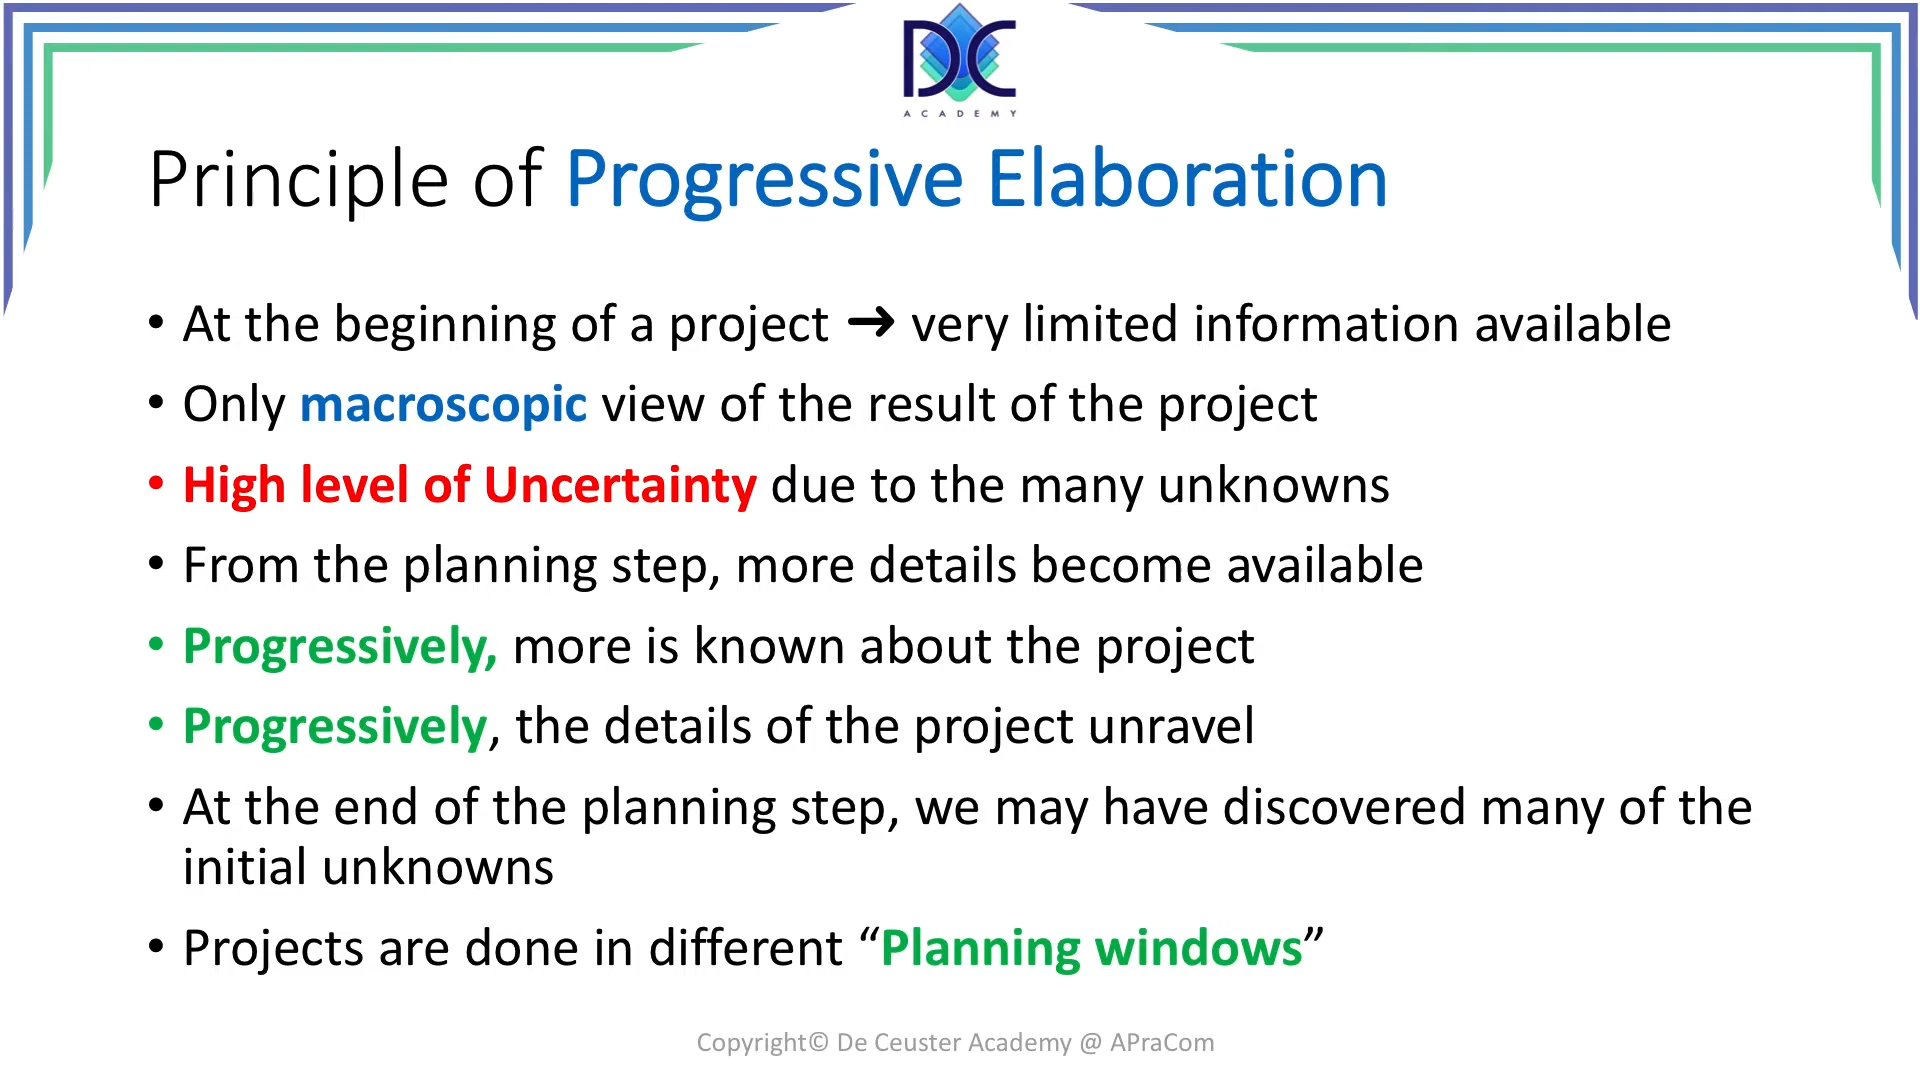 DC
ACADEMY
Principle of Progressive Elaboration
• At the beginning of a project ➜ very limited information available
• Only macroscopic view of the result of the project
• High level of Uncertainty due to the many unknowns
• From the planning step, more details become available
• Progressively, more is known about the project
• Progressively, the details of the project unravel
• At the end of the planning step, we may have discovered many of the
initial unknowns
• Projects are done in different “Planning windows”
Copyright© De Ceuster Academy @ APraCom